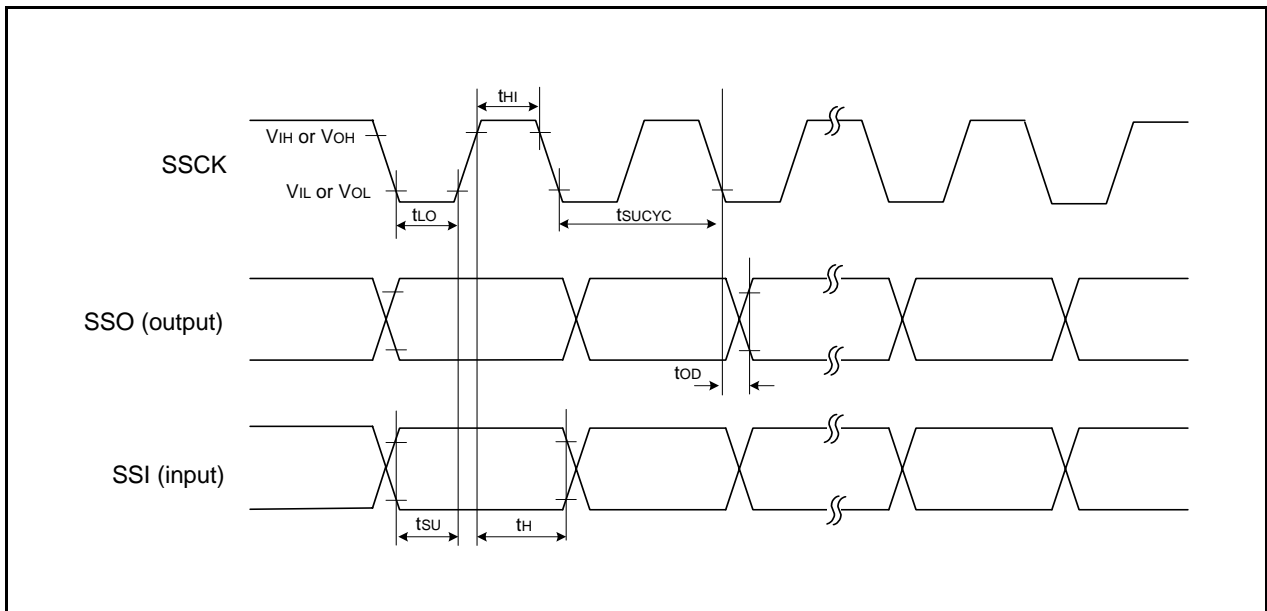 tHI
VIH or VOH
SSCK
VIL or VOL
tLO
tSUCYC
SSO (output)
tOD
SSI (input)
tSU
tH